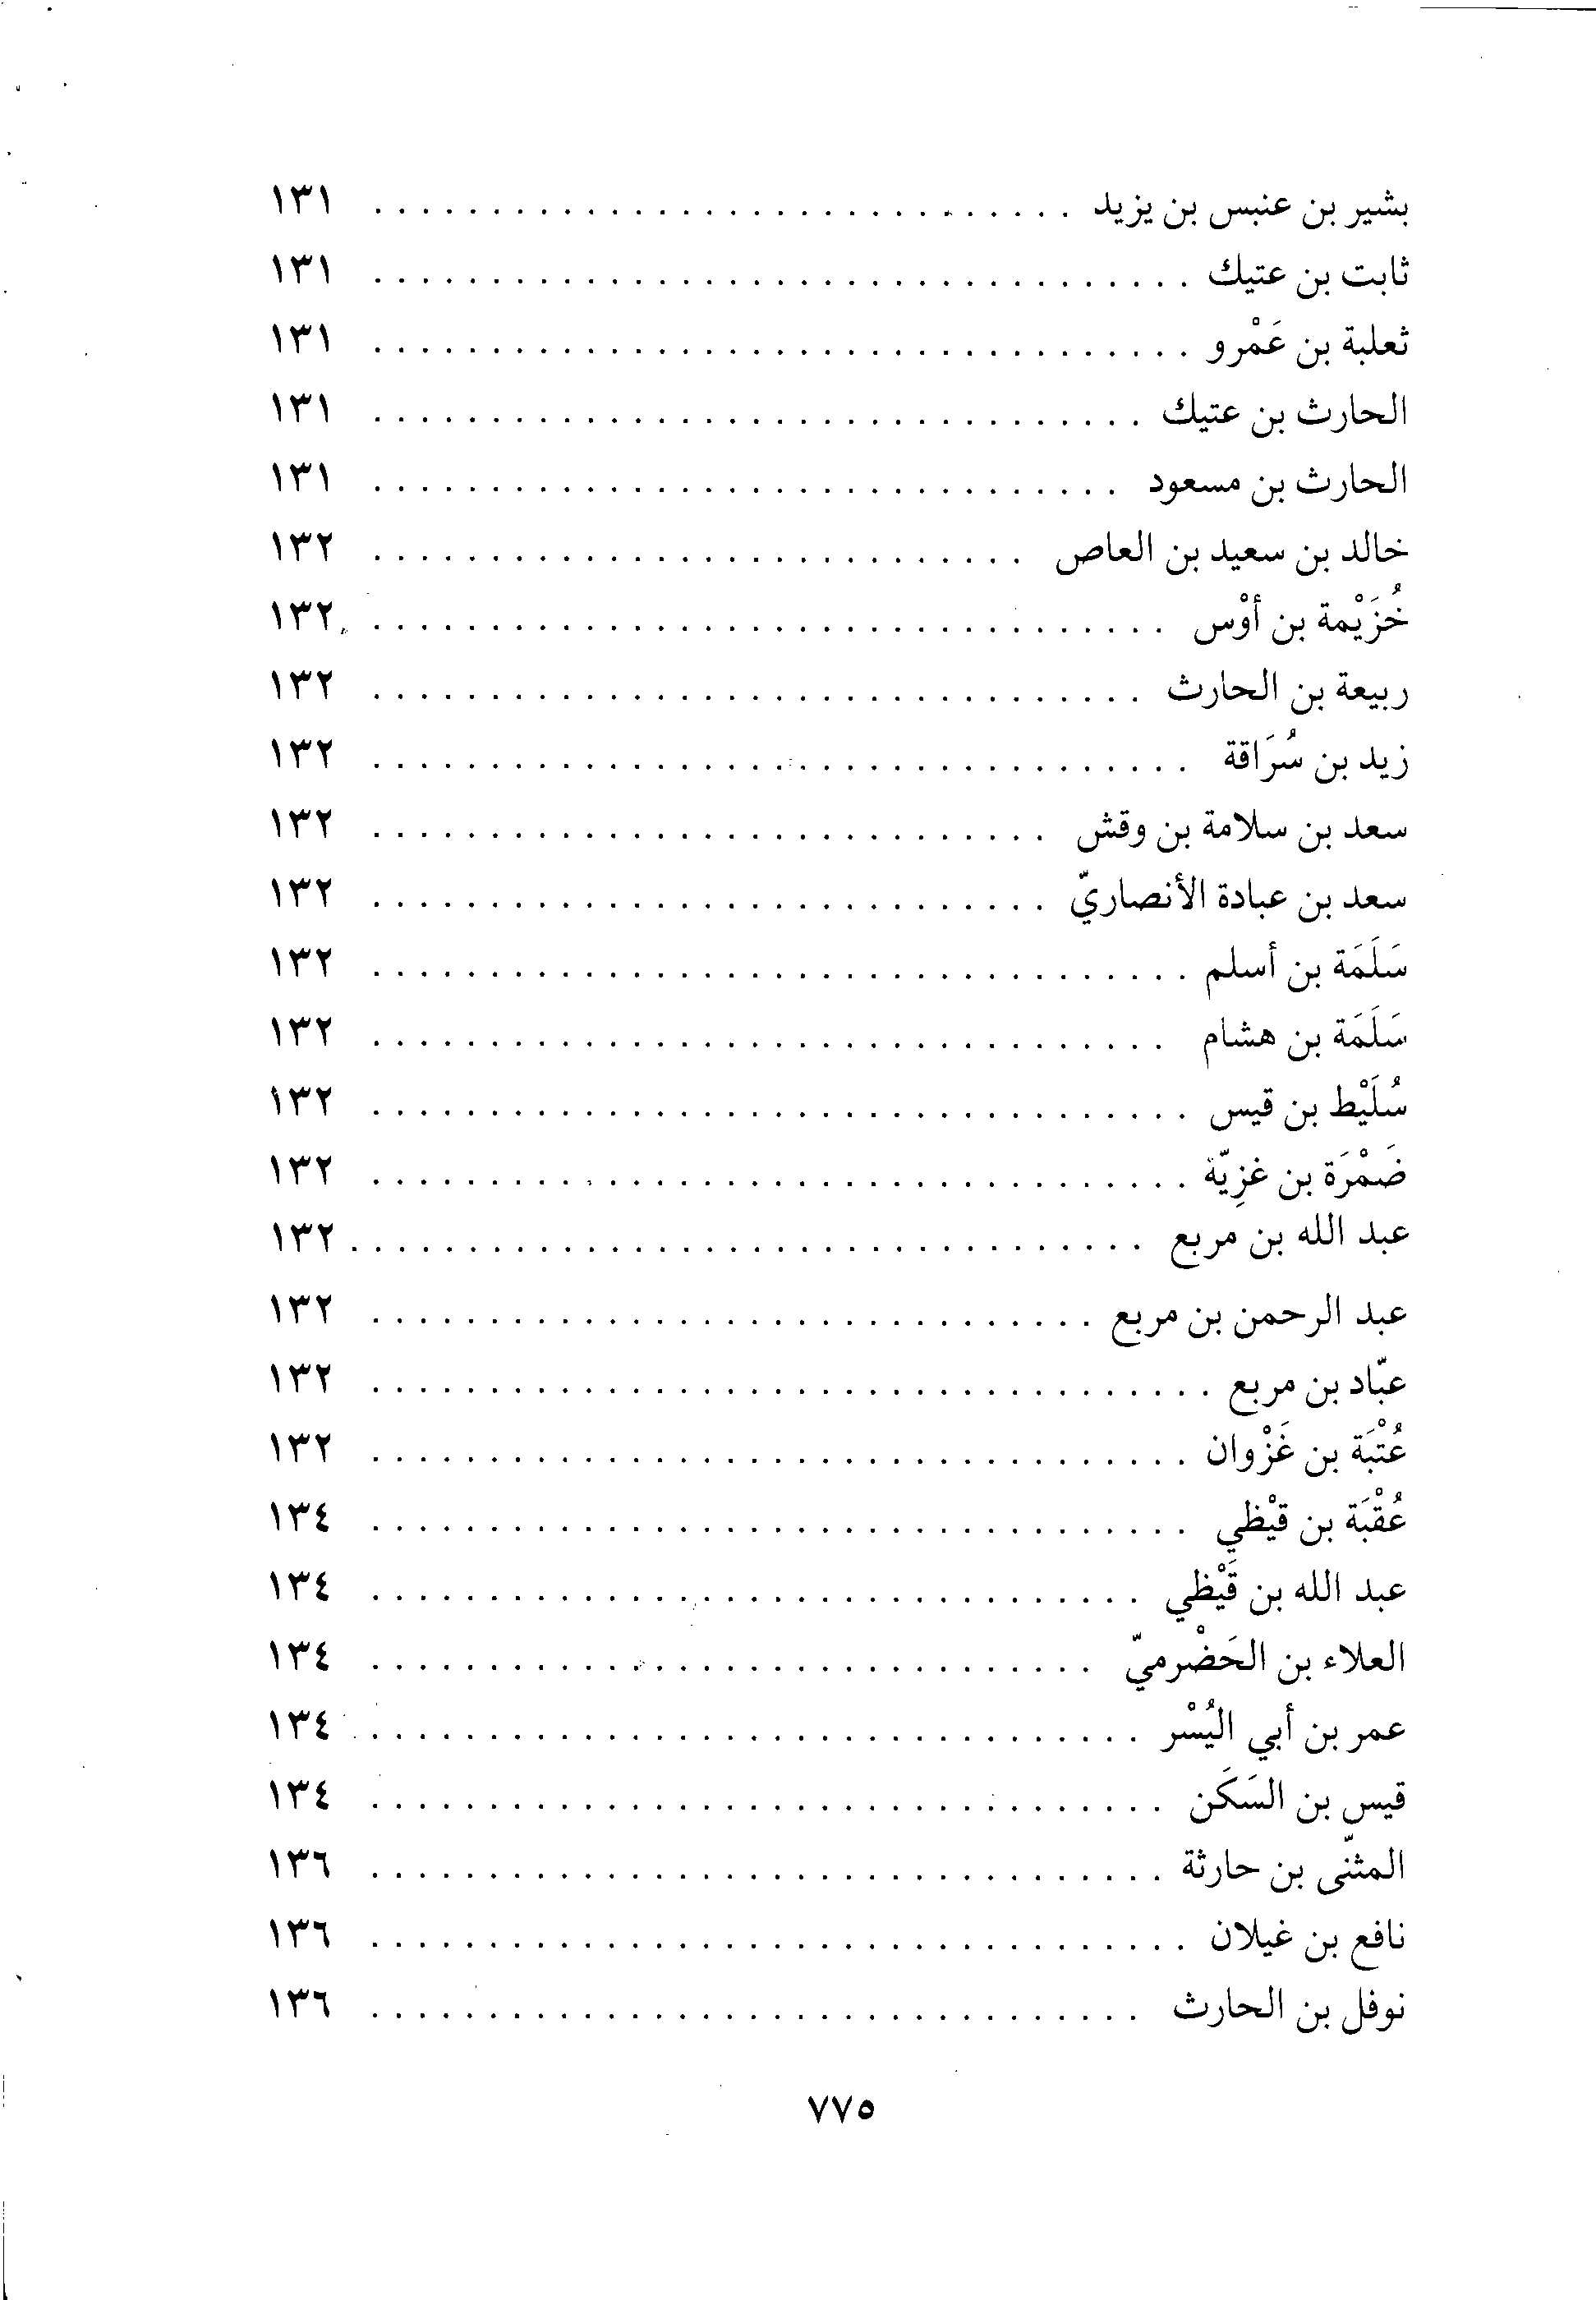 بشير بن عنبس بن يزيد . . . . . . . . . . . . . . . . . . . . . . . . . . . . . . ١٣١
ثابت بن عتيك . . . . . . . . . . . . . . . . . . . . . . . . . . . . . . . . . . . ١٣١
ثعلبة بن عَمْرو . . . . . . . . . . . . . . . . . . . . . . . . . . . . . . . . . . . ١٣١
الحارث بن عتيك . . . . . . . . . . . . . . . . . . . . . . . . . . . . . . . . . ١٣١
الحارث بن مسعود . . . . . . . . . . . . . . . . . . . . . . . . . . . . . . . . ١٣١
خالد بن سعيد بن العاص . . . . . . . . . . . . . . . . . . . . . . . . . . . . ١٣٢
خُزَيْمة بن أوْس . . . . . . . . . . . . . . . . . . . . . . . . . . . . . . . . . . ١٣٢
ربيعة بن الحارث . . . . . . . . . . . . . . . . . . . . . . . . . . . . . . . . . ١٣٢
زيد بن سُرَاقة . . . . . . . . . . . . . . . . . . . . . . . . . . . . . . . . . . . ١٣٢
سعد بن سلامة بن وقش . . . . . . . . . . . . . . . . . . . . . . . . . . . . . ١٣٢
سعد بن عبادة الأنصاريّ . . . . . . . . . . . . . . . . . . . . . . . . . . . . . ١٣٢
سَلَمَة بن أسلم . . . . . . . . . . . . . . . . . . . . . . . . . . . . . . . . . . . ١٣٢
سَلَمَة بن هشام . . . . . . . . . . . . . . . . . . . . . . . . . . . . . . . . . . ١٣٢
سُلَيْط بن قيس . . . . . . . . . . . . . . . . . . . . . . . . . . . . . . . . . . . ١٣٢
ضَمْرَة بن غزِيّة . . . . . . . . . . . . . . . . . . . . . . . . . . . . . . . . . . . ١٣٢
عبد الله بن مربع . . . . . . . . . . . . . . . . . . . . . . . . . . . . . . . . . . ١٣٢
عبد الرحمن بن مربع . . . . . . . . . . . . . . . . . . . . . . . . . . . . . . . ١٣٢
عبّاد بن مربع . . . . . . . . . . . . . . . . . . . . . . . . . . . . . . . . . . . . ١٣٢
عُتْبَة بن غَزْوان . . . . . . . . . . . . . . . . . . . . . . . . . . . . . . . . . . . ١٣٢
عُقْبَة بن قيْظي . . . . . . . . . . . . . . . . . . . . . . . . . . . . . . . . . . . ١٣٤
عبد الله بن قَيْظي . . . . . . . . . . . . . . . . . . . . . . . . . . . . . . . . . ١٣٤
العلاء بن الحَضْرميّ . . . . . . . . . . . . . . . . . . . . . . . . . . . . . . . ١٣٤
عمر بن أبي اليُسْر . . . . . . . . . . . . . . . . . . . . . . . . . . . . . . . . . ١٣٤
قيس بن السَكَن . . . . . . . . . . . . . . . . . . . . . . . . . . . . . . . . . . ١٣٤
المثنّى بن حارثة . . . . . . . . . . . . . . . . . . . . . . . . . . . . . . . . . . ١٣٦
نافع بن غيلان . . . . . . . . . . . . . . . . . . . . . . . . . . . . . . . . . . . ١٣٦
نوفل بن الحارث . . . . . . . . . . . . . . . . . . . . . . . . . . . . . . . . . ١٣٦
٧٧٥